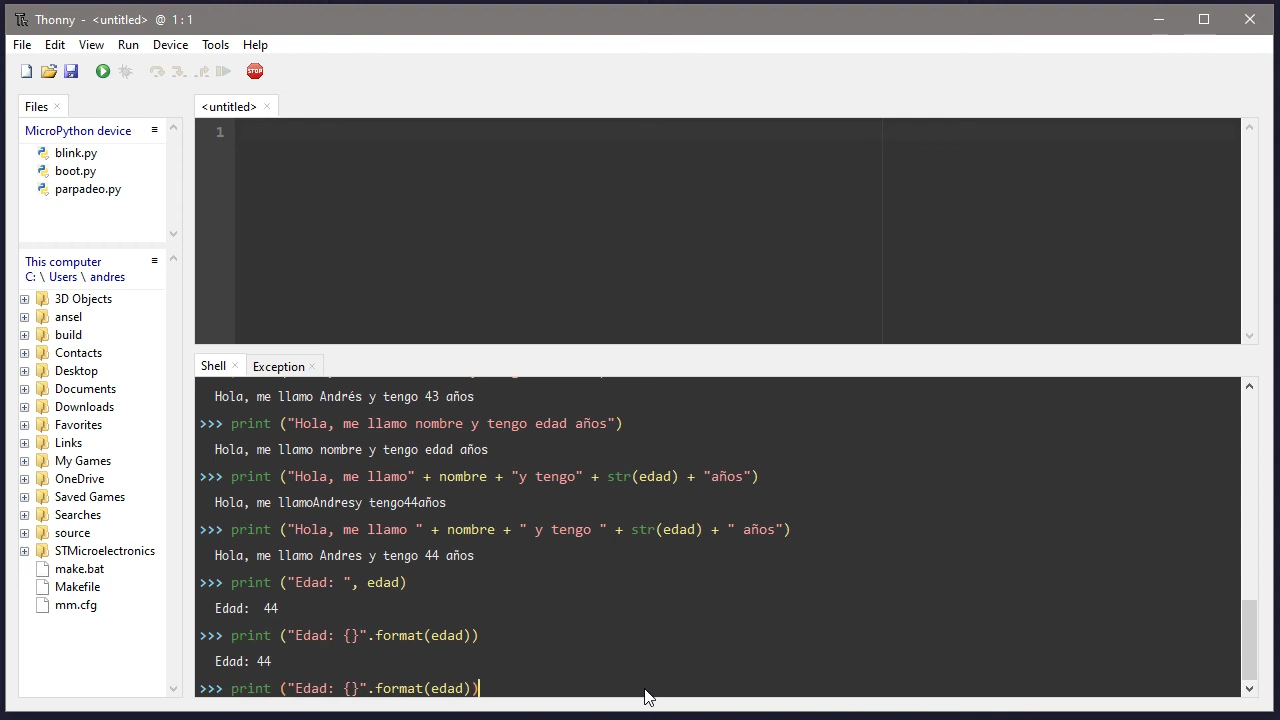 Thonny - <untitled> @ 1:1
File Edit View Run Device Tools Help
STOP
Files
<untitled>
MicroPython device
1
blink.py
boot.py
parpadeo.py
This computer
C: \ Users \ andres
3D Objects
ansel
build
Contacts
Desktop
Documents
Downloads
Favorites
Links
My Games
OneDrive
Saved Games
Searches
source
STMicroelectronics
make.bat
Makefile
mm.cfg
Shell
Exception
Hola, me llamo Andrés y tengo 43 años
>>> print ("Hola, me llamo nombre y tengo edad años")
Hola, me llamo nombre y tengo edad años
>>> print ("Hola, me llamo" + nombre + "y tengo" + str(edad) + "años")
Hola, me llamoAndresy tengo44años
>>> print ("Hola, me llamo " + nombre + " y tengo " + str(edad) + " años")
Hola, me llamo Andres y tengo 44 años
>>> print ("Edad: ", edad)
Edad:  44
>>> print ("Edad: {}".format(edad))
Edad: 44
>>> print ("Edad: {}".format(edad))